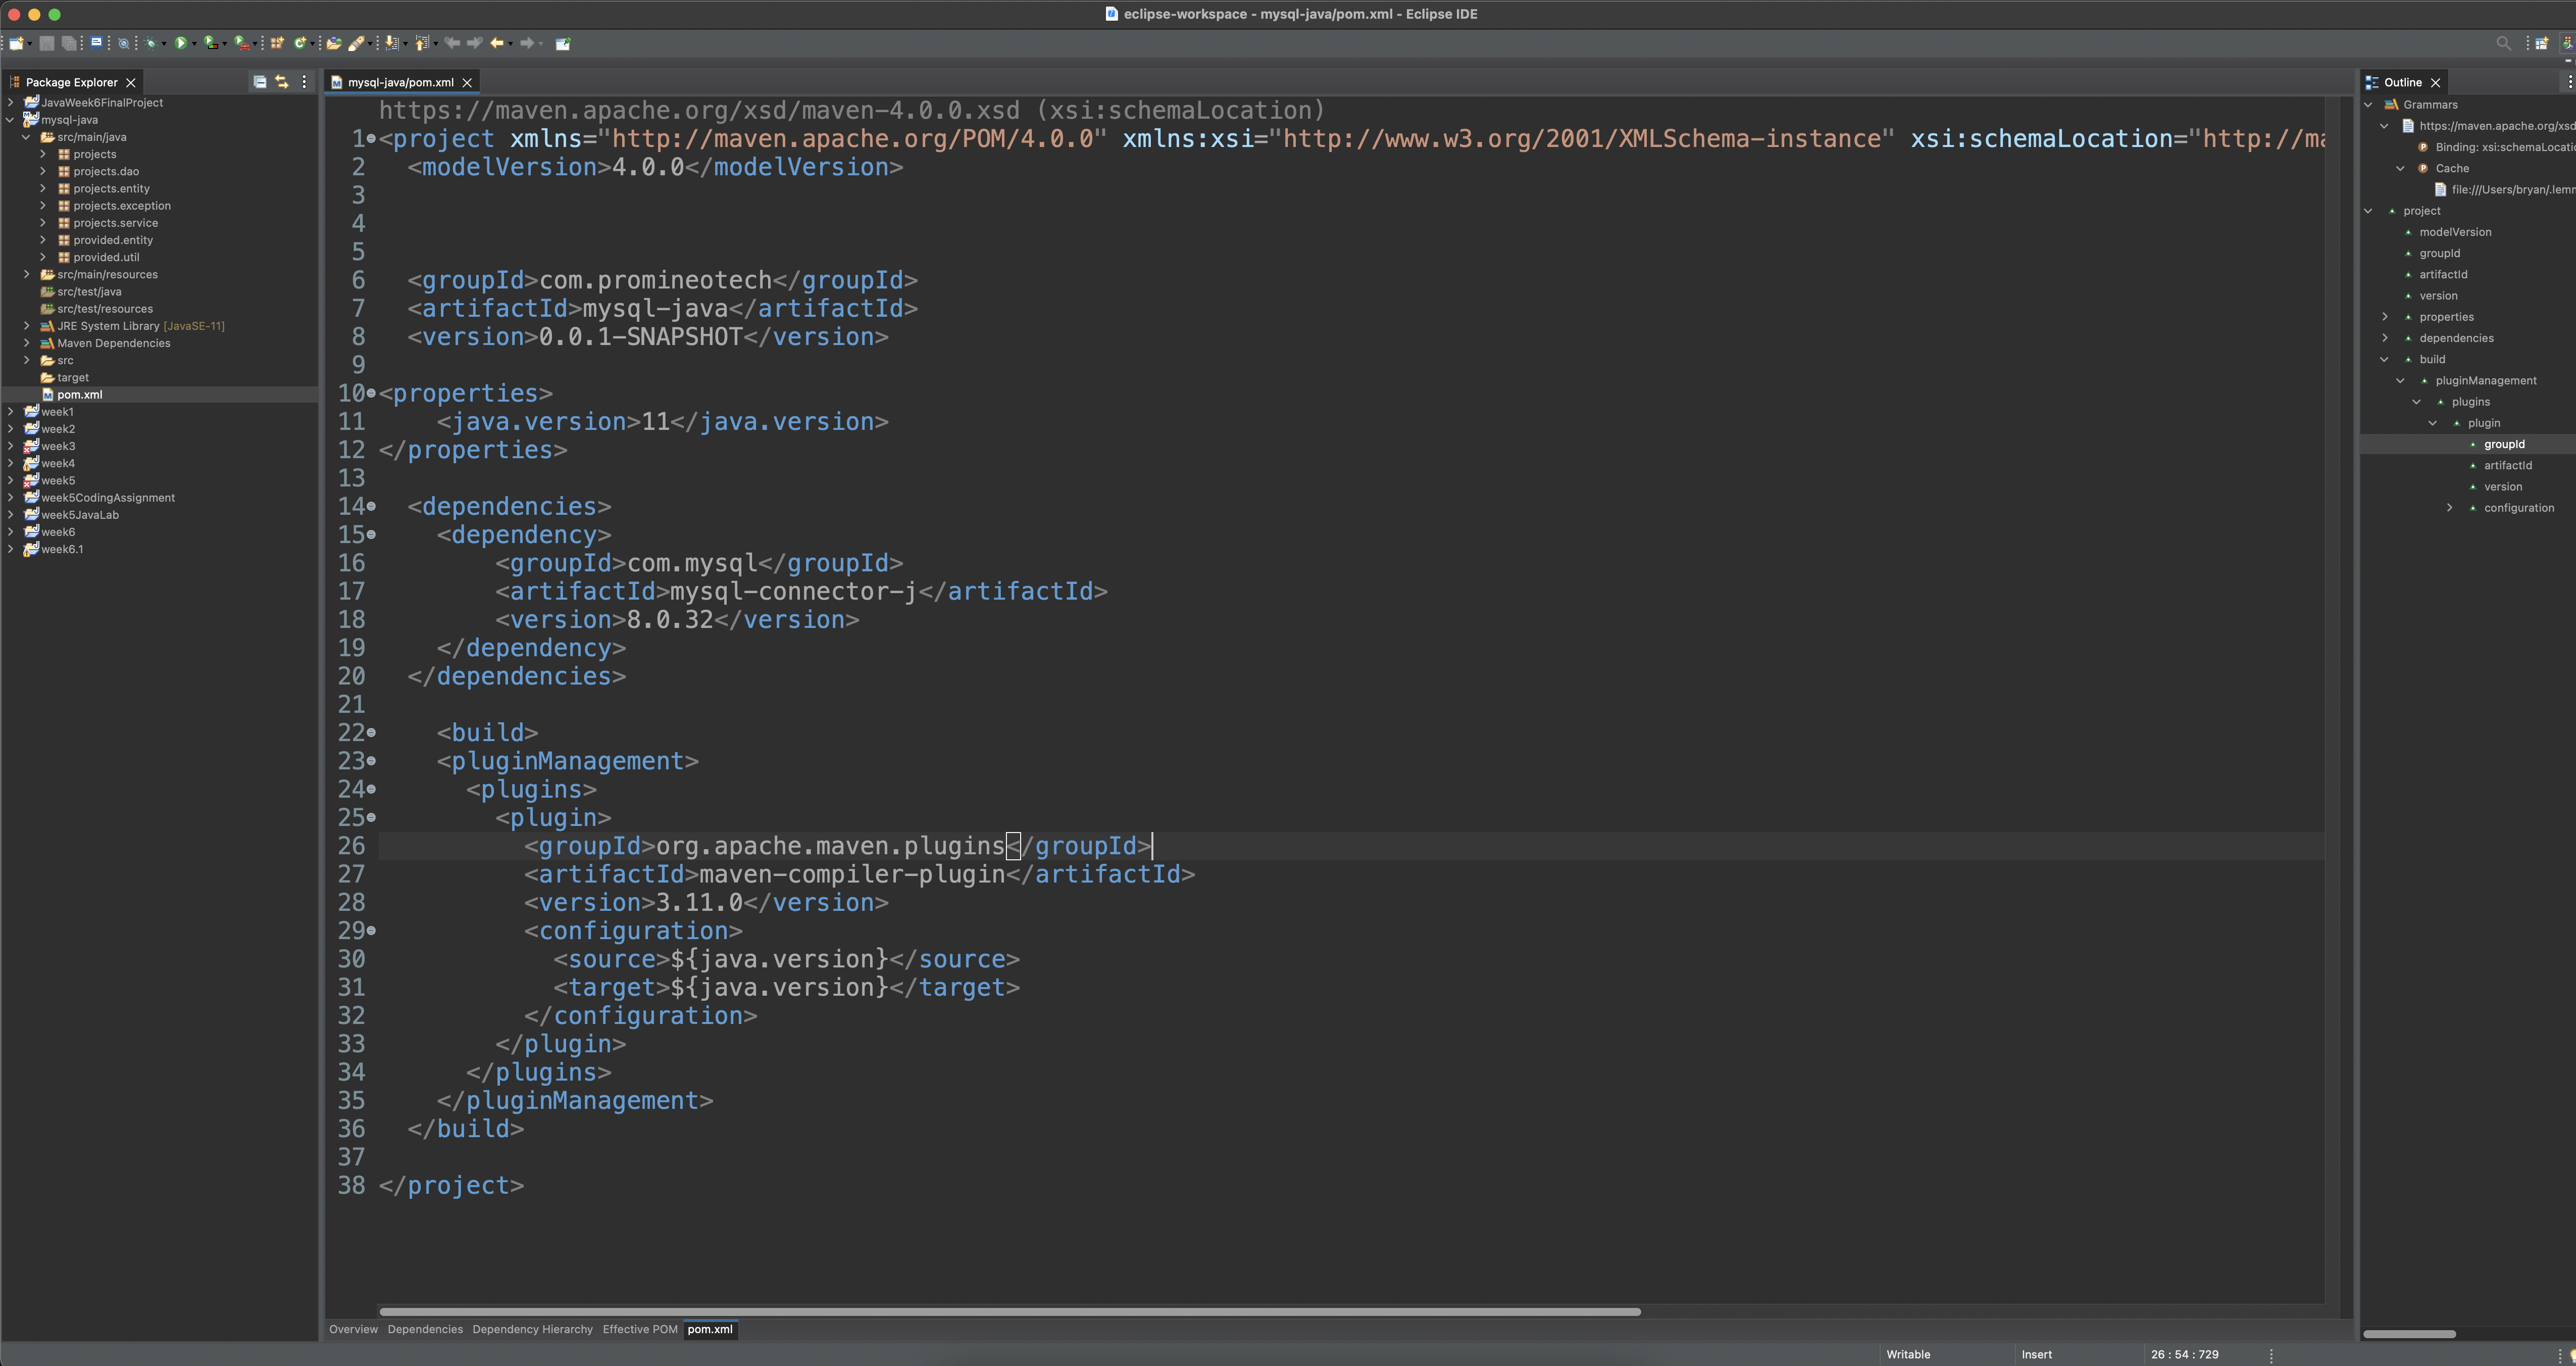 eclipse-workspace - mysql-java/pom.xml - Eclipse IDE
Package Explorer
JavaWeek6FinalProject
mysql-java
src/main/java
projects
projects.dao
projects.entity
projects.exception
projects.service
provided.entity
provided.util
src/main/resources
src/test/java
src/test/resources
JRE System Library [JavaSE-11]
Maven Dependencies
src
target
pom.xml
week1
week2
week3
week4
week5
week5CodingAssignment
week5JavaLab
week6
week6.1
mysql-java/pom.xml
https://maven.apache.org/xsd/maven-4.0.0.xsd (xsi:schemaLocation)
1 <project xmlns="http://maven.apache.org/POM/4.0.0" xmlns:xsi="http://www.w3.org/2001/XMLSchema-instance" xsi:schemaLocation="http://ma
2 <modelVersion>4.0.0</modelVersion>
3
4
5
6 <groupId>com.promineotech</groupId>
7 <artifactId>mysql-java</artifactId>
8 <version>0.0.1-SNAPSHOT</version>
9
10 <properties>
11 <java.version>11</java.version>
12 </properties>
13
14 <dependencies>
15 <dependency>
16 <groupId>com.mysql</groupId>
17 <artifactId>mysql-connector-j</artifactId>
18 <version>8.0.32</version>
19 </dependency>
20 </dependencies>
21
22 <build>
23 <pluginManagement>
24 <plugins>
25 <plugin>
26 <groupId>org.apache.maven.plugins</groupId>
27 <artifactId>maven-compiler-plugin</artifactId>
28 <version>3.11.0</version>
29 <configuration>
30 <source>${java.version}</source>
31 <target>${java.version}</target>
32 </configuration>
33 </plugin>
34 </plugins>
35 </pluginManagement>
36 </build>
37
38 </project>
Overview Dependencies Dependency Hierarchy Effective POM pom.xml
Outline
Grammars
https://maven.apache.org/xsd
Binding: xsi:schemaLocati
Cache
file:///Users/bryan/.lemm
project
modelVersion
groupId
artifactId
version
properties
dependencies
build
pluginManagement
plugins
plugin
groupId
artifactId
version
configuration
Writable
Insert
26 : 54 : 729